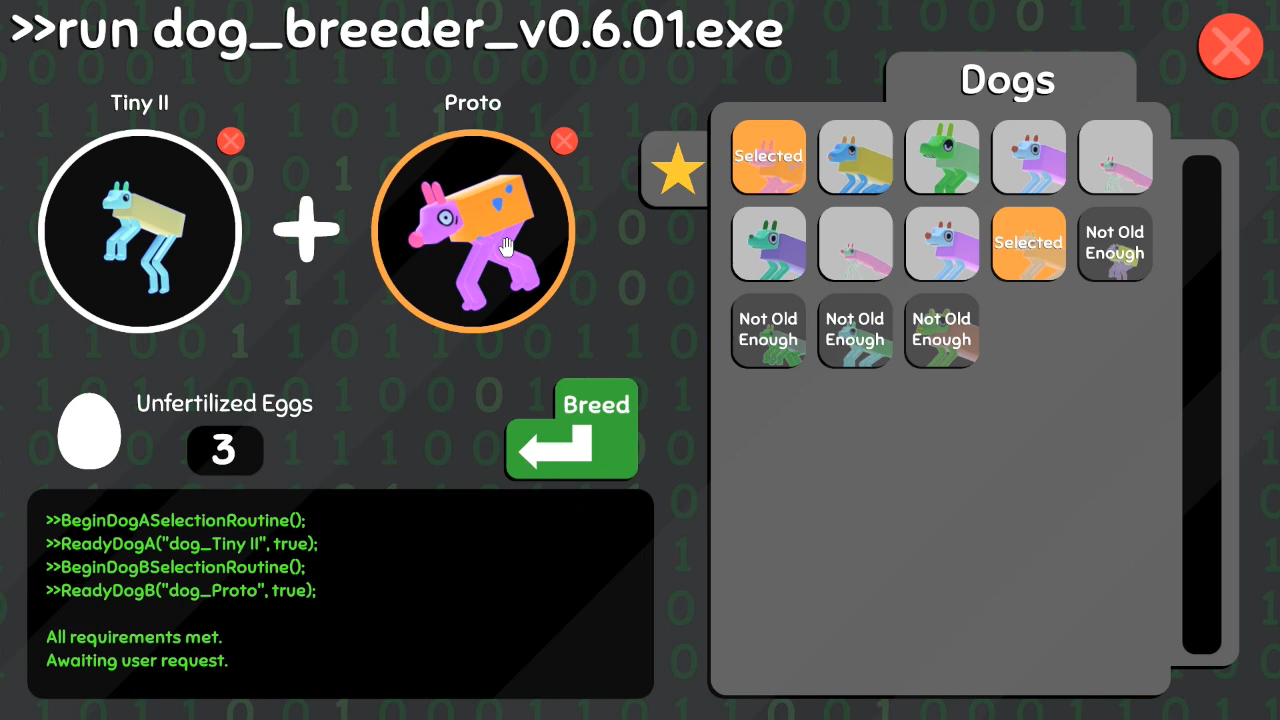 >>run dog_breeder_v0.6.01.exe
Dogs
Tiny II
Proto
Selected
Selected
Not Old
Enough
Not Old
Enough
Not Old
Enough
Not Old
Enough
Unfertilized Eggs
3
Breed
>>BeginDogASelectionRoutine();
>>ReadyDogA("dog_Tiny II", true);
>>BeginDogBSelectionRoutine();
>>ReadyDogB("dog_Proto", true);
All requirements met.
Awaiting user request.